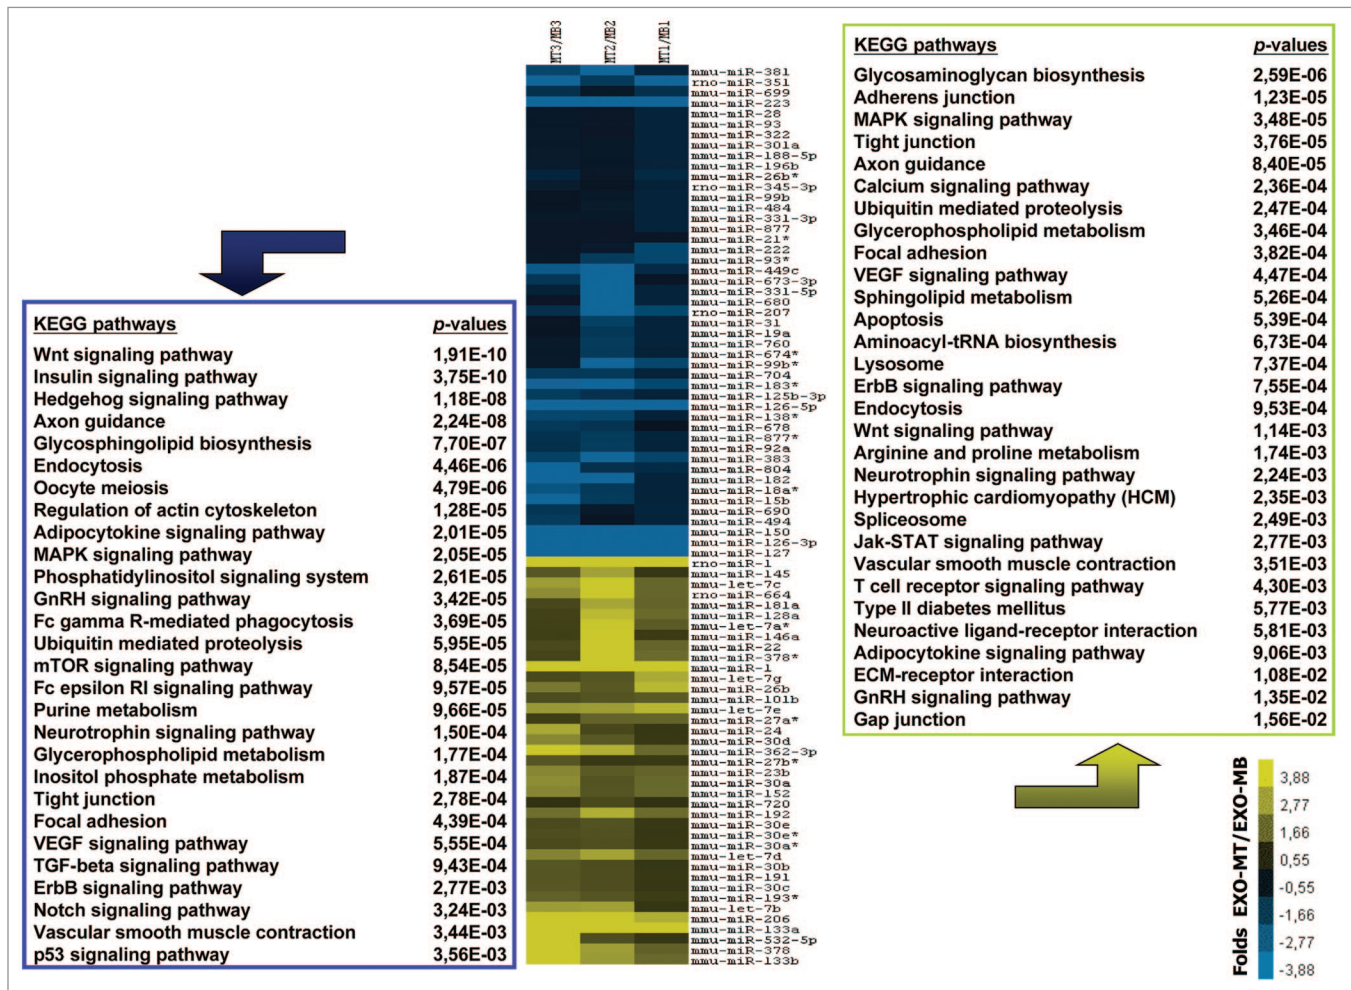 KEGG pathways p-values
Wnt signaling pathway 1,91E-10
Insulin signaling pathway 3,75E-10
Hedgehog signaling pathway 1,18E-08
Axon guidance 2,24E-08
Glycosphingolipid biosynthesis 7,70E-07
Endocytosis 4,46E-06
Oocyte meiosis 4,79E-06
Regulation of actin cytoskeleton 1,28E-05
Adipocytokine signaling pathway 2,01E-05
MAPK signaling pathway 2,05E-05
Phosphatidylinositol signaling system 2,61E-05
GnRH signaling pathway 3,42E-05
Fc gamma R-mediated phagocytosis 3,69E-05
Ubiquitin mediated proteolysis 5,95E-05
mTOR signaling pathway 8,54E-05
Fc epsilon RI signaling pathway 9,57E-05
Purine metabolism 9,66E-05
Neurotrophin signaling pathway 1,50E-04
Glycerophospholipid metabolism 1,77E-04
Inositol phosphate metabolism 1,87E-04
Tight junction 2,78E-04
Focal adhesion 4,39E-04
VEGF signaling pathway 5,55E-04
TGF-beta signaling pathway 9,43E-04
ErbB signaling pathway 2,77E-03
Notch signaling pathway 3,24E-03
Vascular smooth muscle contraction 3,44E-03
p53 signaling pathway 3,56E-03
MT3/MB3 MT2/MB2 MT1/MB1
mmu-miR-381
rno-miR-351
mmu-miR-699
mmu-miR-223
mmu-miR-28
mmu-miR-93
mmu-miR-322
mmu-miR-301a
mmu-miR-188-5p
mmu-miR-196b
mmu-miR-26b*
rno-miR-345-3p
mmu-miR-99b
mmu-miR-484
mmu-miR-331-3p
mmu-miR-877
mmu-miR-21*
mmu-miR-222
mmu-miR-93*
mmu-miR-449c
mmu-miR-673-3p
mmu-miR-331-5p
mmu-miR-680
rno-miR-207
mmu-miR-31
mmu-miR-19a
mmu-miR-760
mmu-miR-674*
mmu-miR-99b*
mmu-miR-704
mmu-miR-183*
mmu-miR-125b-3p
mmu-miR-126-5p
mmu-miR-138*
mmu-miR-678
mmu-miR-877*
mmu-miR-92a
mmu-miR-383
mmu-miR-804
mmu-miR-182
mmu-miR-18a*
mmu-miR-15b
mmu-miR-690
mmu-miR-494
mmu-miR-150
mmu-miR-126-3p
mmu-miR-127
rno-miR-1
mmu-miR-145
mmu-let-7c
rno-miR-664
mmu-miR-181a
mmu-miR-128a
mmu-let-7a*
mmu-miR-146a
mmu-miR-22
mmu-miR-378*
mmu-miR-1
mmu-let-7g
mmu-miR-26b
mmu-miR-101b
mmu-let-7e
mmu-miR-27a*
mmu-miR-24
mmu-miR-30d
mmu-miR-362-3p
mmu-miR-27b*
mmu-miR-23b
mmu-miR-30a
mmu-miR-152
mmu-miR-720
mmu-miR-192
mmu-miR-30e
mmu-miR-30e*
mmu-miR-30a*
mmu-let-7d
mmu-miR-30b
mmu-miR-191
mmu-miR-30c
mmu-miR-193*
mmu-let-7b
mmu-miR-206
mmu-miR-133a
mmu-miR-532-5p
mmu-miR-378
mmu-miR-133b
KEGG pathways p-values
Glycosaminoglycan biosynthesis 2,59E-06
Adherens junction 1,23E-05
MAPK signaling pathway 3,48E-05
Tight junction 3,76E-05
Axon guidance 8,40E-05
Calcium signaling pathway 2,36E-04
Ubiquitin mediated proteolysis 2,47E-04
Glycerophospholipid metabolism 3,46E-04
Focal adhesion 3,82E-04
VEGF signaling pathway 4,47E-04
Sphingolipid metabolism 5,26E-04
Apoptosis 5,39E-04
Aminoacyl-tRNA biosynthesis 6,73E-04
Lysosome 7,37E-04
ErbB signaling pathway 7,55E-04
Endocytosis 9,53E-04
Wnt signaling pathway 1,14E-03
Arginine and proline metabolism 1,74E-03
Neurotrophin signaling pathway 2,24E-03
Hypertrophic cardiomyopathy (HCM) 2,35E-03
Spliceosome 2,49E-03
Jak-STAT signaling pathway 2,77E-03
Vascular smooth muscle contraction 3,51E-03
T cell receptor signaling pathway 4,30E-03
Type II diabetes mellitus 5,77E-03
Neuroactive ligand-receptor interaction 5,81E-03
Adipocytokine signaling pathway 9,06E-03
ECM-receptor interaction 1,08E-02
GnRH signaling pathway 1,35E-02
Gap junction 1,56E-02
Folds EXO-MT/EXO-MB
3,88
2,77
1,66
0,55
-0,55
-1,66
-2,77
-3,88